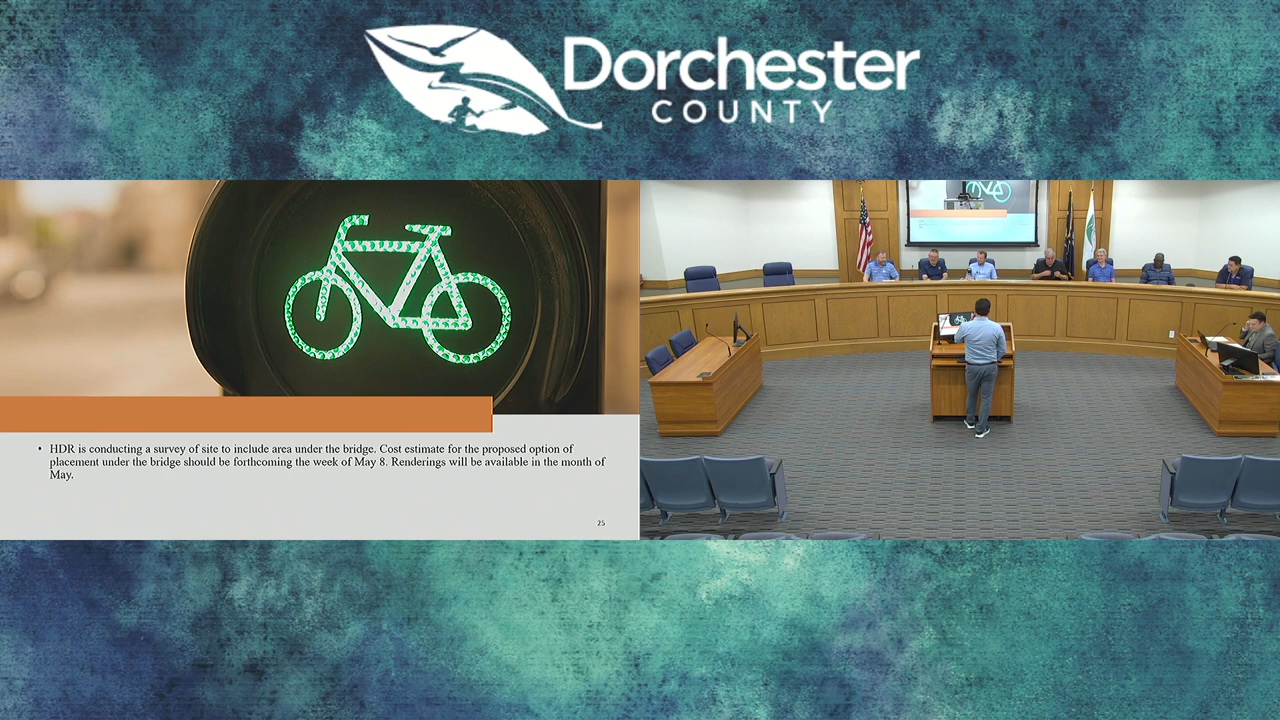 Dorchester
COUNTY
• HDR is conducting a survey of site to include area under the bridge. Cost estimate for the proposed option of
placement under the bridge should be forthcoming the week of May 8. Renderings will be available in the month of
May.
25